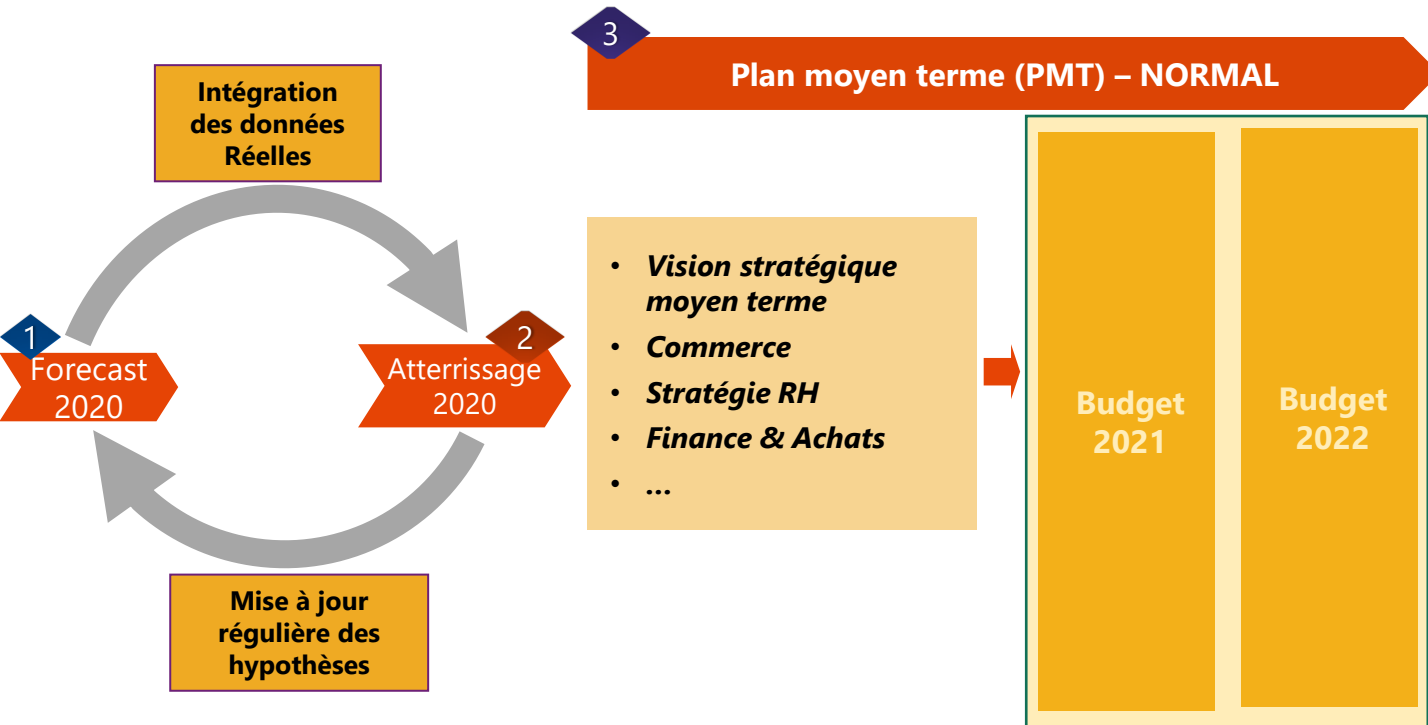 3
Plan moyen terme (PMT) – NORMAL
Intégration
des données
Réelles
1
Forecast
2020
2
Atterrissage
2020
Mise à jour
régulière des
hypothèses
• Vision stratégique
moyen terme
• Commerce
• Stratégie RH
• Finance & Achats
• …
Budget
2021
Budget
2022